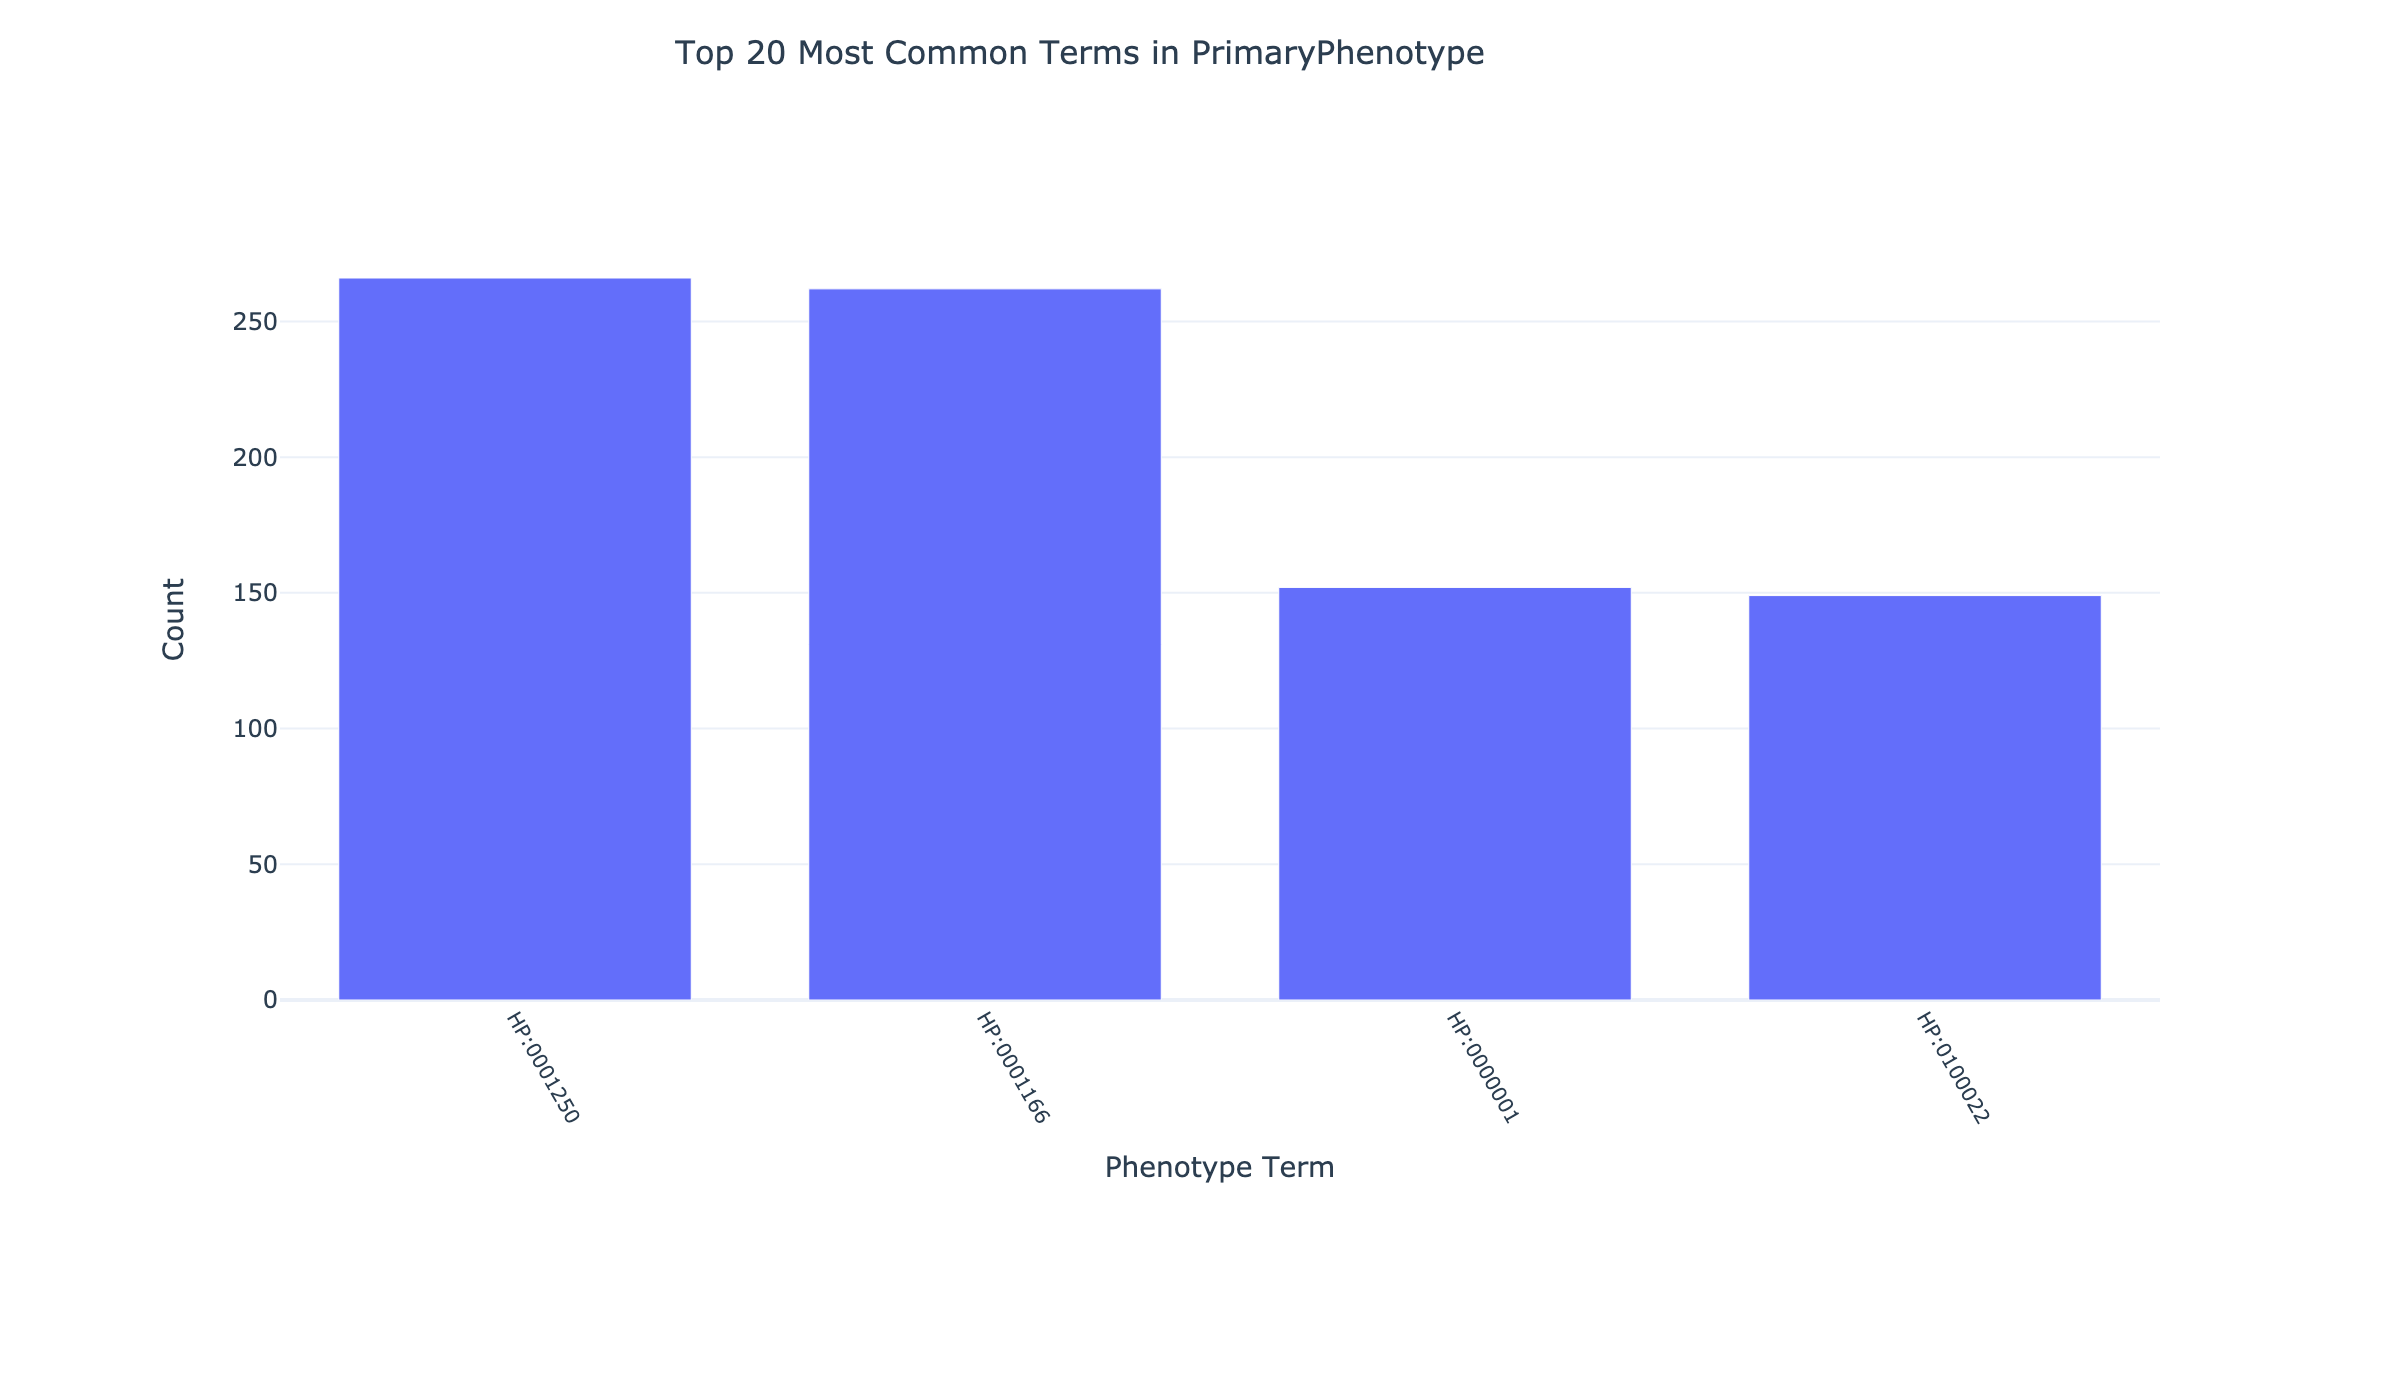 Top 20 Most Common Terms in PrimaryPhenotype
250
200
150
100
50
0
Count
HP:0001250
HP:0001166
HP:0000001
HP:0100022
Phenotype Term